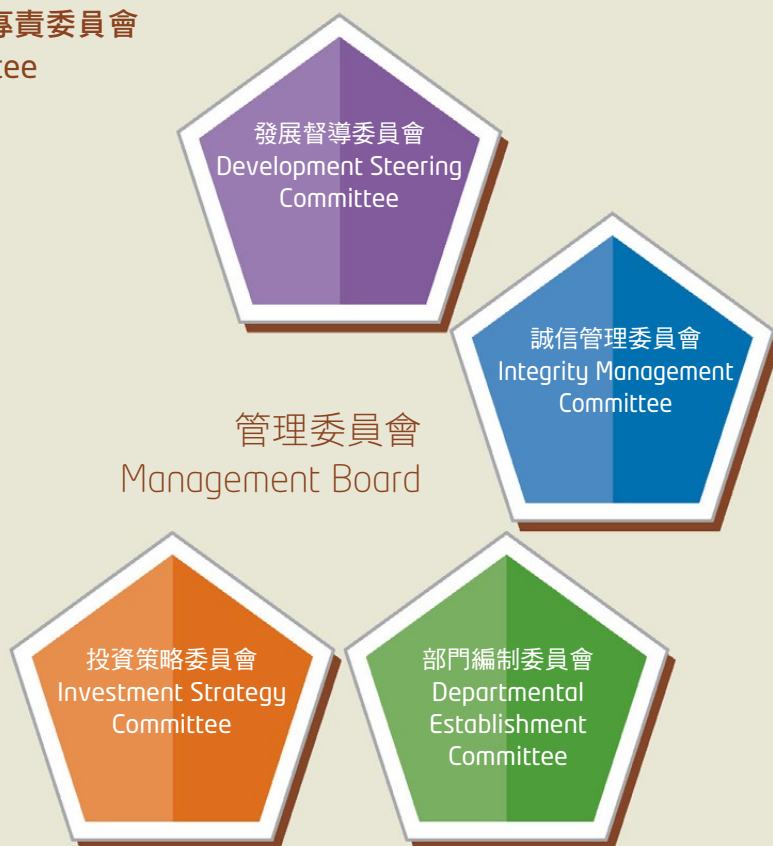 專責委員會
發展督導委員會
Development Steering
Committee
誠信管理委員會
Integrity Management
Committee
管理委員會
Management Board
投資策略委員會
Investment Strategy
Committee
部門編制委員會
Departmental
Establishment
Committee